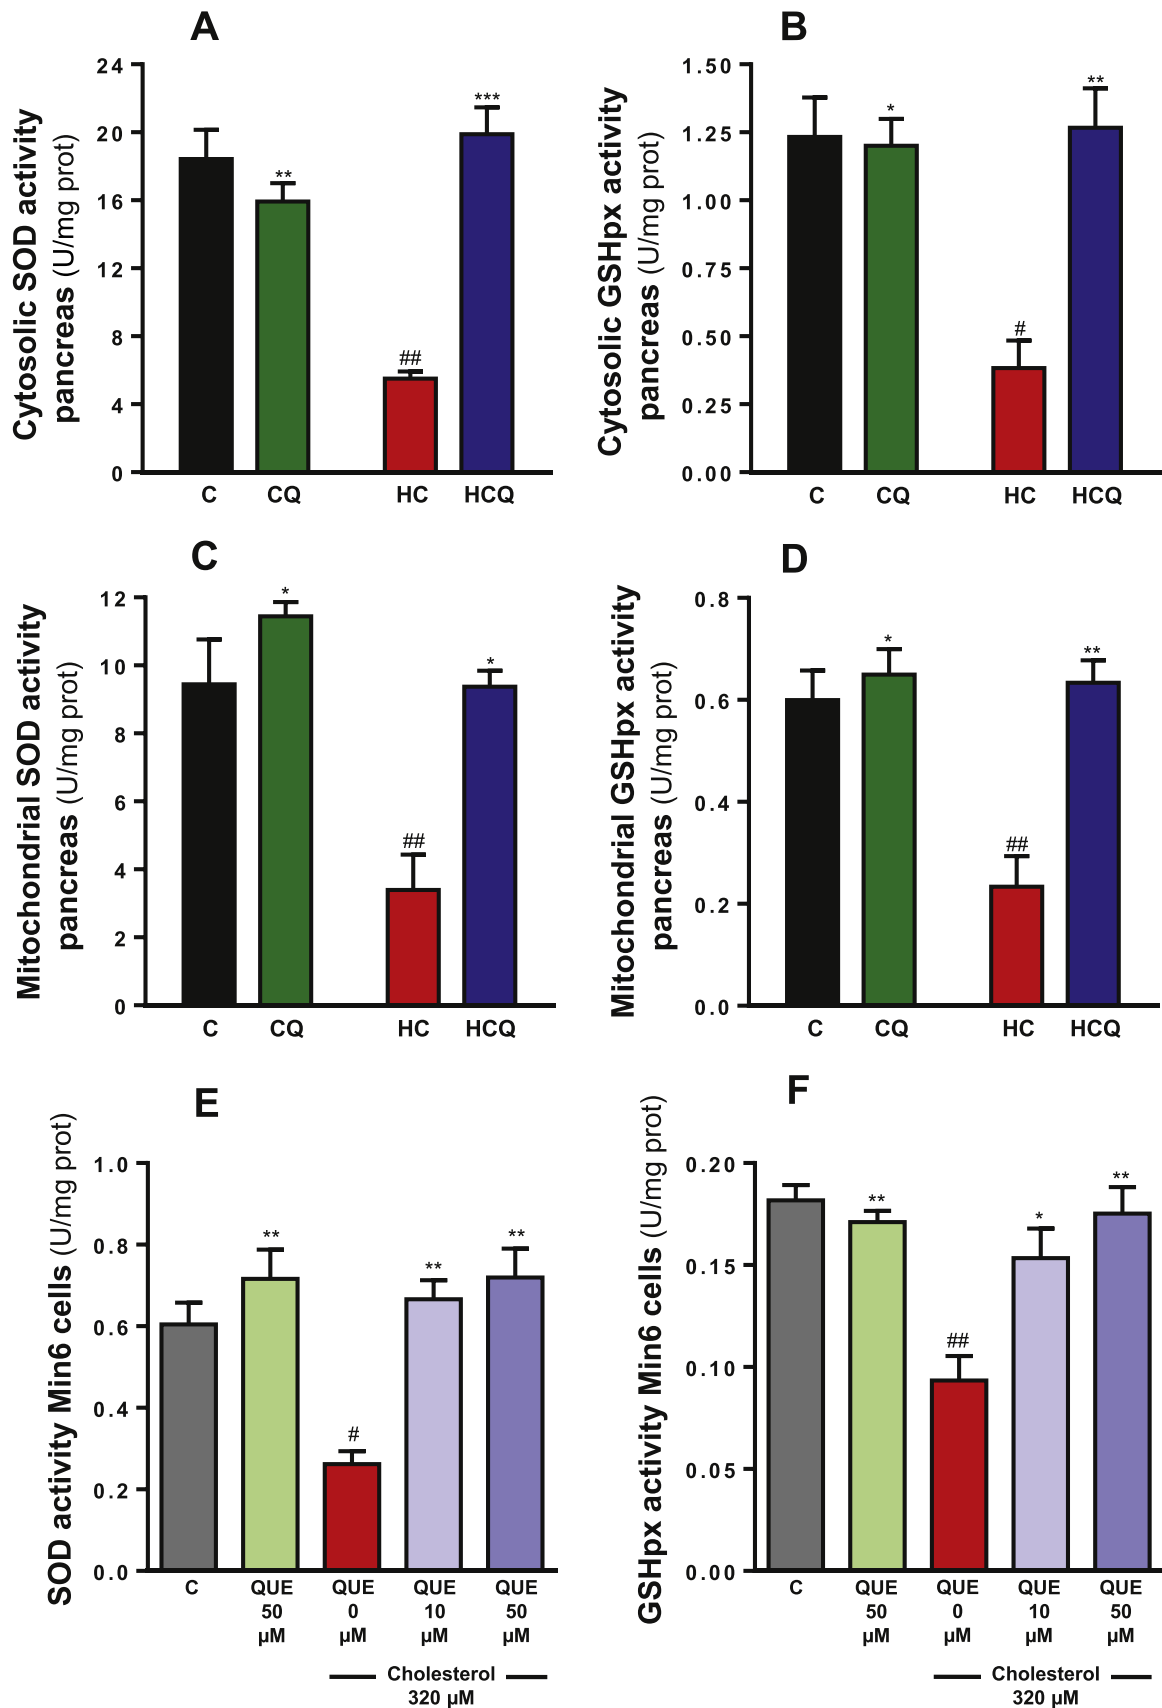 A
Cytosolic SOD activity
pancreas (U/mg prot)
24
20
16
12
8
4
0
**
##
***
C CQ HC HCQ
B
Cytosolic GSHpx activity
pancreas (U/mg prot)
1.50
1.25
1.00
0.75
0.50
0.25
0.00
*
#
**
C CQ HC HCQ
C
Mitochondrial SOD activity
pancreas (U/mg prot)
12
10
8
6
4
2
0
*
##
*
C CQ HC HCQ
D
Mitochondrial GSHpx activity
pancreas (U/mg prot)
0.8
0.6
0.4
0.2
0.0
*
##
**
C CQ HC HCQ
E
SOD activity Min6 cells (U/mg prot)
1.0
0.8
0.6
0.4
0.2
0.0
**
#
**
**
C QUE QUE QUE QUE
50 0 10 50
µM µM µM µM
Cholesterol
320 µM
F
GSHpx activity Min6 cells (U/mg prot)
0.20
0.15
0.10
0.05
0.00
**
##
*
**
C QUE QUE QUE QUE
50 0 10 50
µM µM µM µM
Cholesterol
320 µM